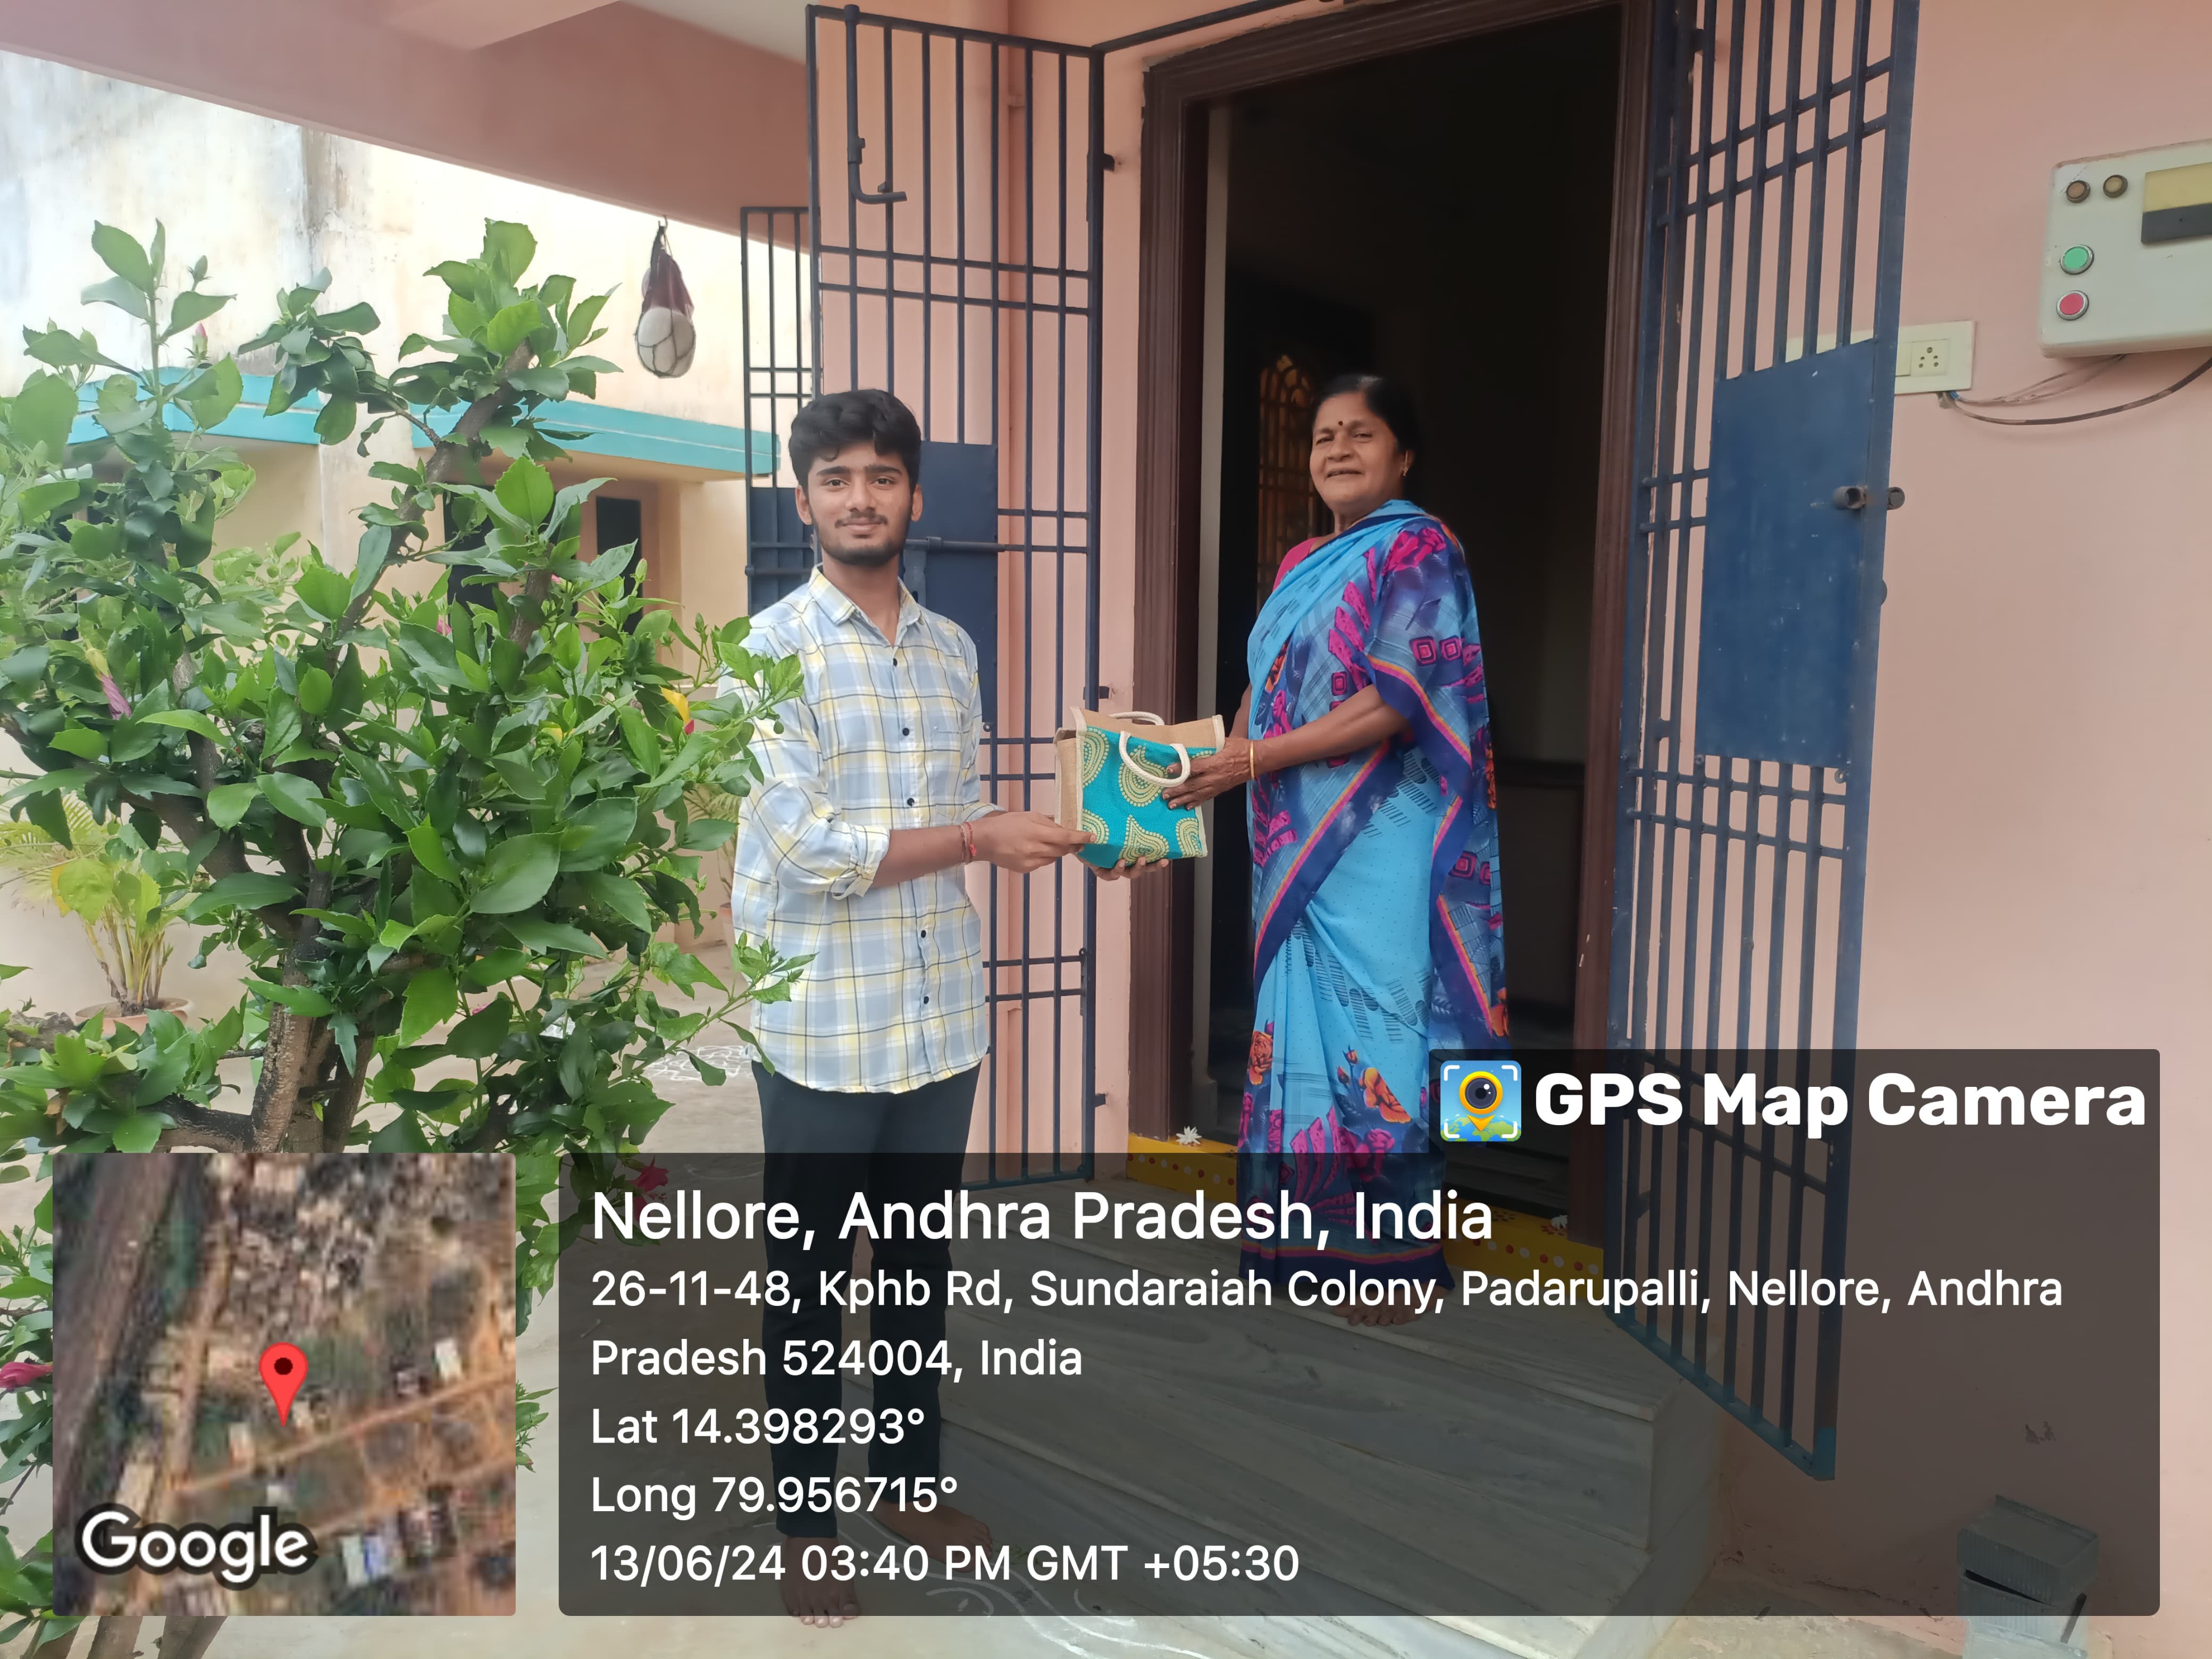 GPS Map Camera
Nellore, Andhra Pradesh, India
26-11-48, Kphb Rd, Sundaraiah Colony, Padarupalli, Nellore, Andhra
Pradesh 524004, India
Lat 14.398293°
Long 79.956715°
13/06/24 03:40 PM GMT +05:30
Google